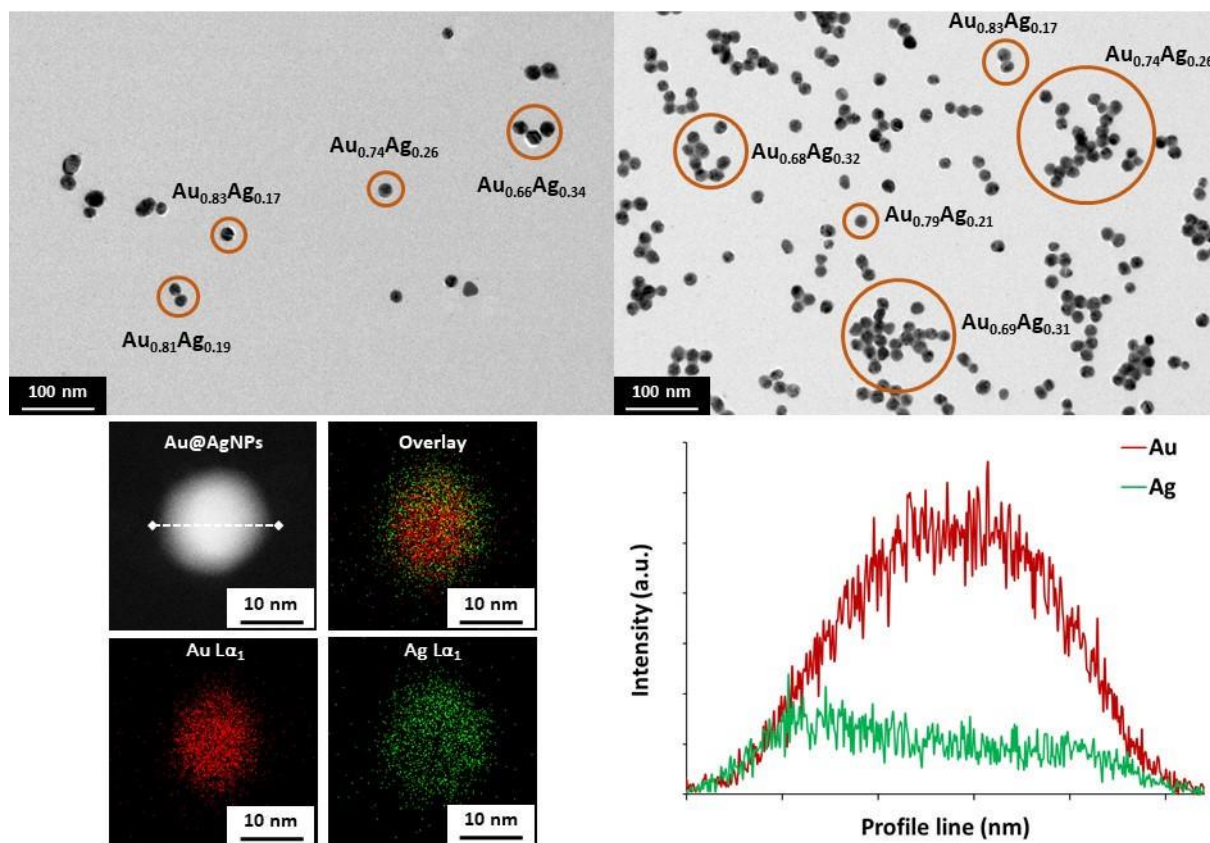 Au₀.₇₄Ag₀.₂₆
Au₀.₈₃Ag₀.₁₇
Au₀.₆₆Ag₀.₃₄
Au₀.₈₁Ag₀.₁₉
100 nm
Au₀.₈₃Ag₀.₁₇
Au₀.₇₄Ag₀.₂₆
Au₀.₆₈Ag₀.₃₂
Au₀.₇₉Ag₀.₂₁
Au₀.₆₉Ag₀.₃₁
100 nm
Au@AgNPs
10 nm
Overlay
10 nm
Au Lα₁
10 nm
Ag Lα₁
10 nm
Au
Ag
Intensity (a.u.)
Profile line (nm)